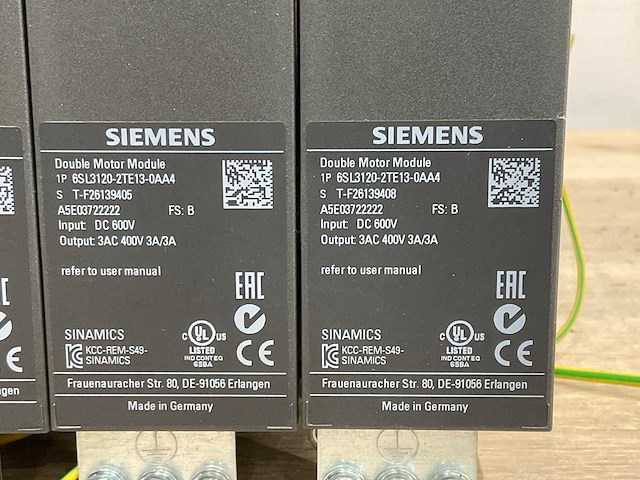 SIEMENS
Double Motor Module
1P 6SL3120-2TE13-0AA4
S T-F26139405
A5E03722222 FS: B
Input: DC 600V
Output: 3AC 400V 3A/3A
refer to user manual
EAC
SINAMICS
KCC-REM-S49-
SINAMICS
C UL US
LISTED
IND CONT EQ
65BA
CE
Frauenauracher Str. 80, DE-91056 Erlangen
Made in Germany
SIEMENS
Double Motor Module
1P 6SL3120-2TE13-0AA4
S T-F26139408
A5E03722222 FS: B
Input: DC 600V
Output: 3AC 400V 3A/3A
refer to user manual
EAC
SINAMICS
KCC-REM-S49-
SINAMICS
C UL US
LISTED
IND CONT EQ
65BA
CE
Frauenauracher Str. 80, DE-91056 Erlangen
Made in Germany